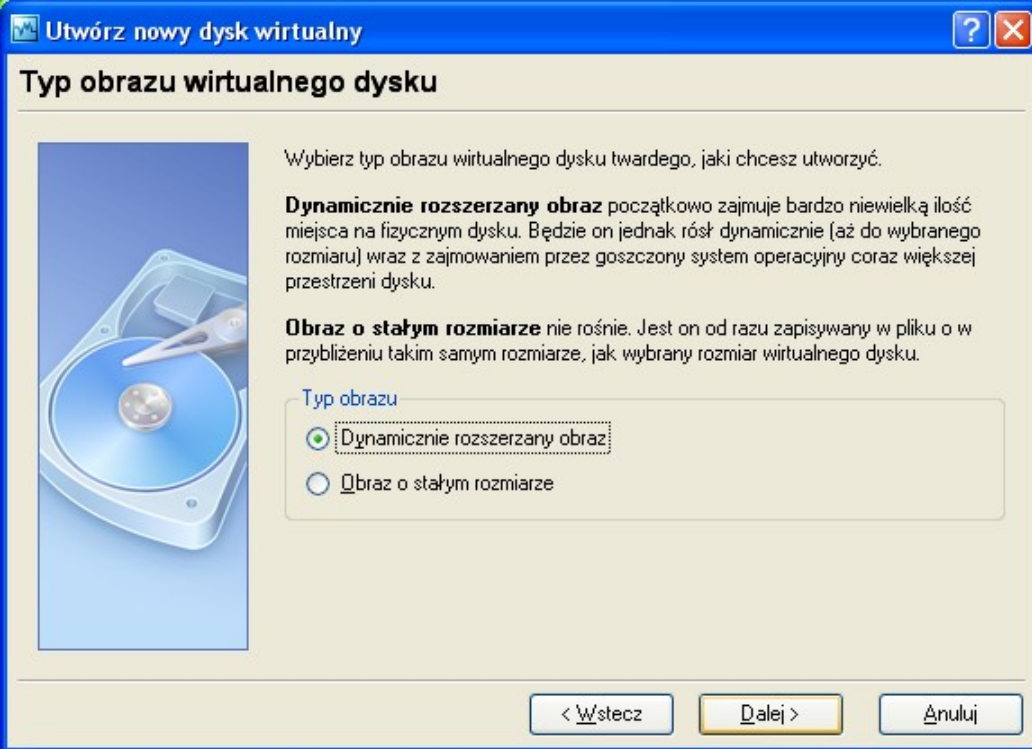 Utwórz nowy dysk wirtualny
Typ obrazu wirtualnego dysku
Wybierz typ obrazu wirtualnego dysku twardego, jaki chcesz utworzyć.
Dynamicznie rozszerzany obraz początkowo zajmuje bardzo niewielką ilość
miejsca na fizycznym dysku. Będzie on jednak rósł dynamicznie (aż do wybranego
rozmiaru) wraz z zajmowaniem przez goszczony system operacyjny coraz większej
przestrzeni dysku.
Obraz o stałym rozmiarze nie rośnie. Jest on od razu zapisywany w pliku o w
przybliżeniu takim samym rozmiarze, jak wybrany rozmiar wirtualnego dysku.
Typ obrazu
Dynamicznie rozszerzany obraz
Obraz o stałym rozmiarze
< Wstecz
Dalej >
Anuluj